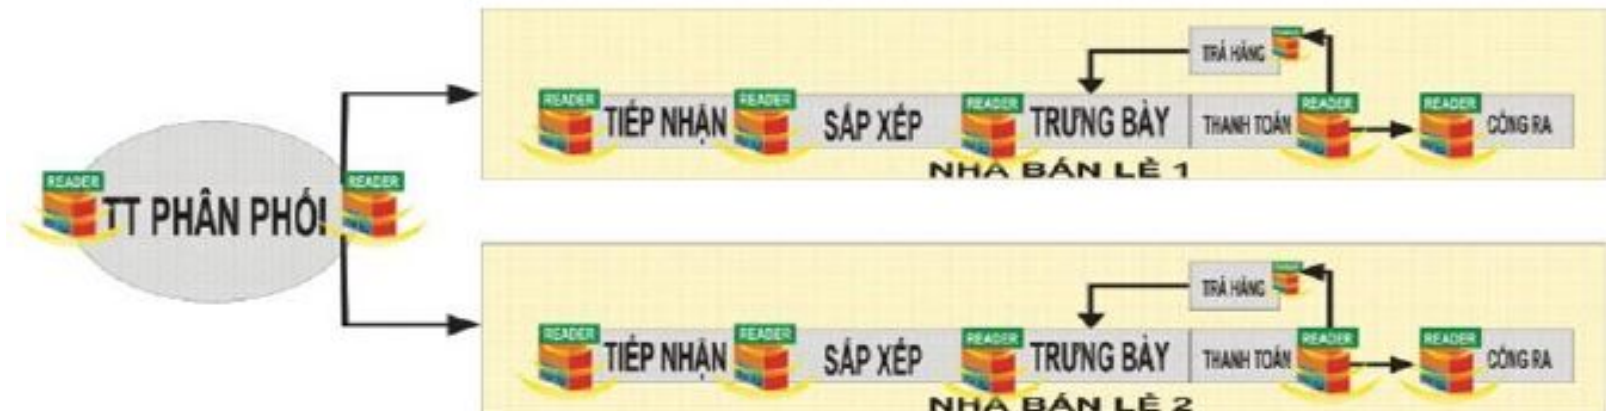 TRẢ HÀNG
READER
READER TIẾP NHẬN READER SẮP XẾP READER TRƯNG BÀY THANH TOÁN READER READER CỔNG RA
NHÀ BÁN LẺ 1
READER TT PHÂN PHỐI READER
TRẢ HÀNG
READER TIẾP NHẬN READER SẮP XẾP READER TRƯNG BÀY THANH TOÁN READER READER CỔNG RA
NHÀ BÁN LẺ 2